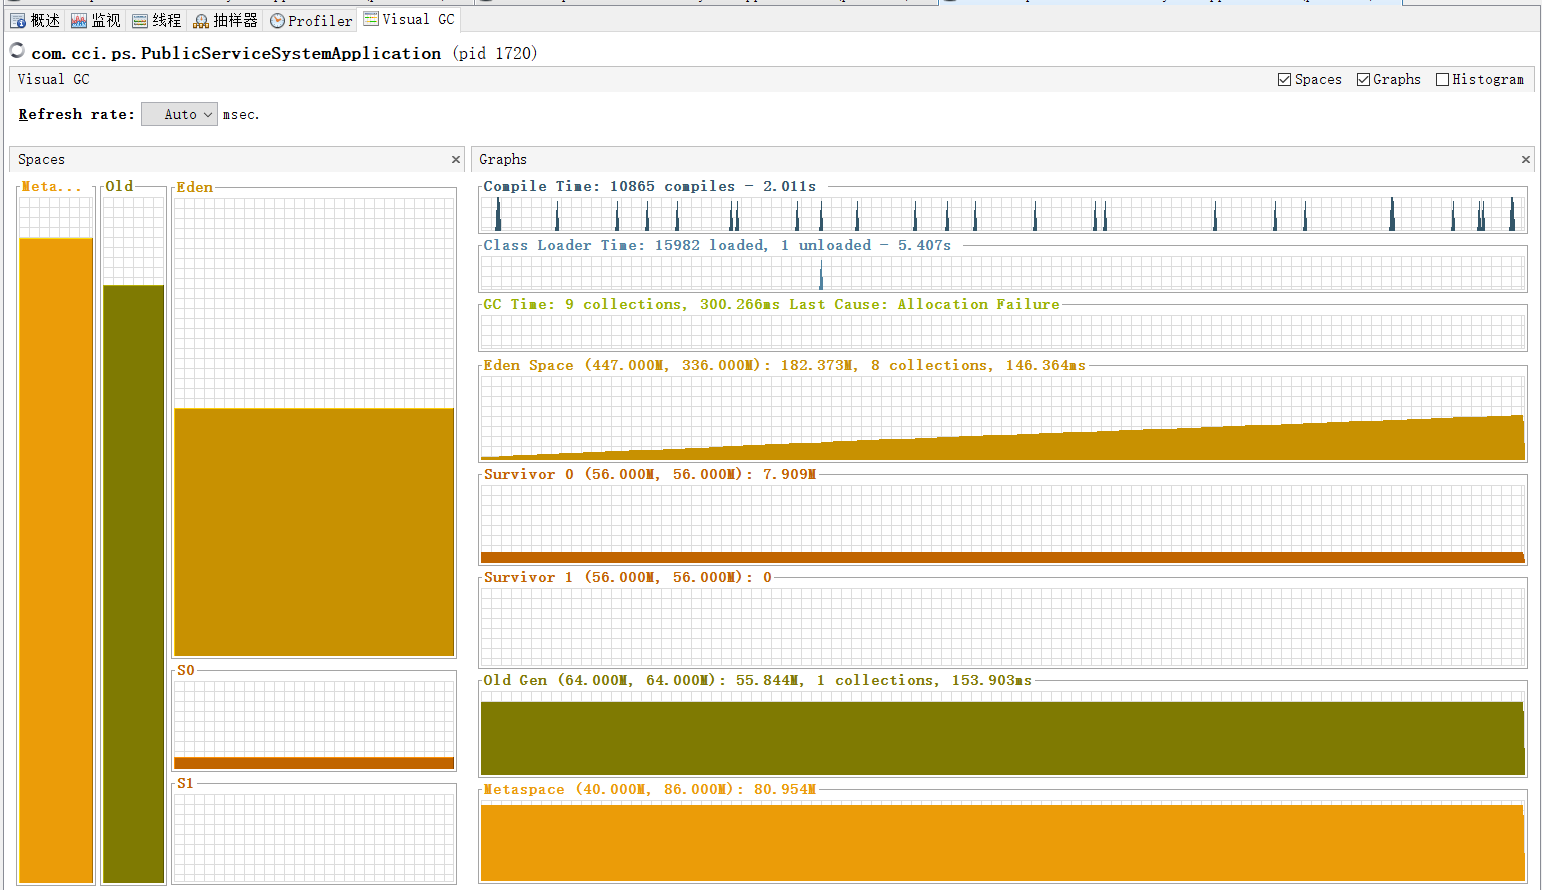 概述 监视 线程 抽样器 Profiler Visual GC
com.cci.ps.PublicServiceSystemApplication (pid 1720)
Visual GC
Spaces Graphs Histogram
Refresh rate: Auto msec.
Spaces
Graphs
Meta...
Old
Eden
S0
S1
Compile Time: 10865 compiles - 2.011s
Class Loader Time: 15982 loaded, 1 unloaded - 5.407s
GC Time: 9 collections, 300.266ms Last Cause: Allocation Failure
Eden Space (447.000M, 336.000M): 182.373M, 8 collections, 146.364ms
Survivor 0 (56.000M, 56.000M): 7.909M
Survivor 1 (56.000M, 56.000M): 0
Old Gen (64.000M, 64.000M): 55.844M, 1 collections, 153.903ms
Metaspace (40.000M, 86.000M): 80.954M